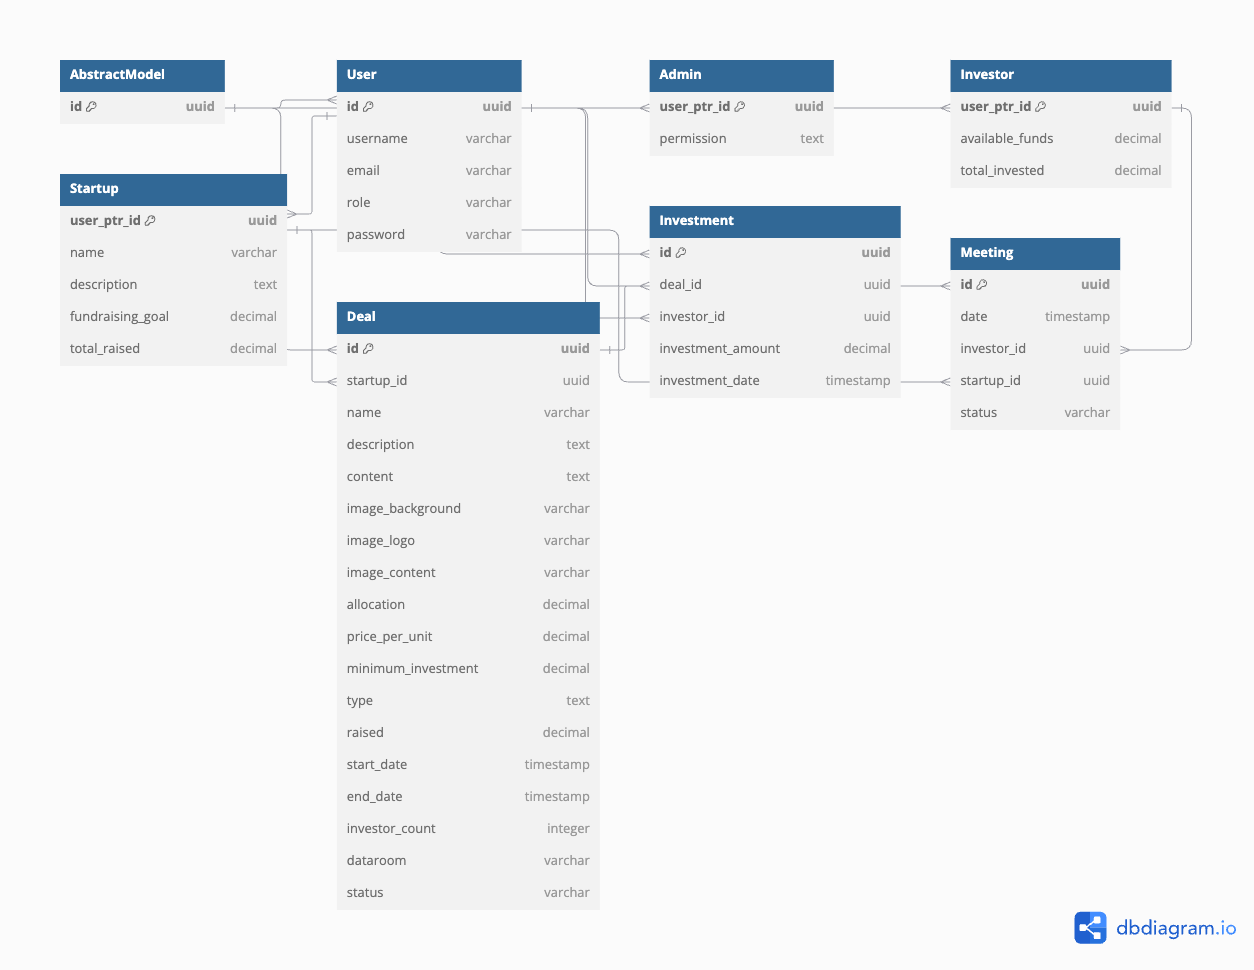 AbstractModel
id uuid
User
id uuid
username varchar
email varchar
role varchar
password varchar
Admin
user_ptr_id uuid
permission text
Investor
user_ptr_id uuid
available_funds decimal
total_invested decimal
Startup
user_ptr_id uuid
name varchar
description text
fundraising_goal decimal
total_raised decimal
Investment
id uuid
deal_id uuid
investor_id uuid
investment_amount decimal
investment_date timestamp
Meeting
id uuid
date timestamp
investor_id uuid
startup_id uuid
status varchar
Deal
id uuid
startup_id uuid
name varchar
description text
content text
image_background varchar
image_logo varchar
image_content varchar
allocation decimal
price_per_unit decimal
minimum_investment decimal
type text
raised decimal
start_date timestamp
end_date timestamp
investor_count integer
dataroom varchar
status varchar
dbdiagram.io